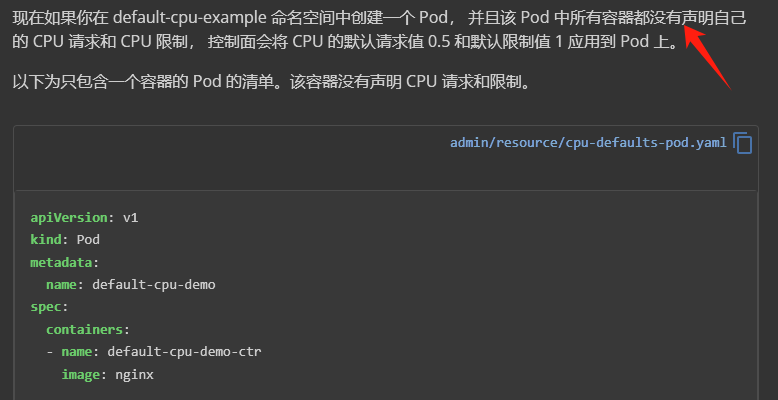 现在如果你在 default-cpu-example 命名空间中创建一个 Pod， 并且该 Pod 中所有容器都没有声明自己
的 CPU 请求和 CPU 限制， 控制面会将 CPU 的默认请求值 0.5 和默认限制值 1 应用到 Pod 上。
以下为只包含一个容器的 Pod 的清单。该容器没有声明 CPU 请求和限制。
admin/resource/cpu-defaults-pod.yaml
apiVersion: v1
kind: Pod
metadata:
  name: default-cpu-demo
spec:
  containers:
  - name: default-cpu-demo-ctr
    image: nginx